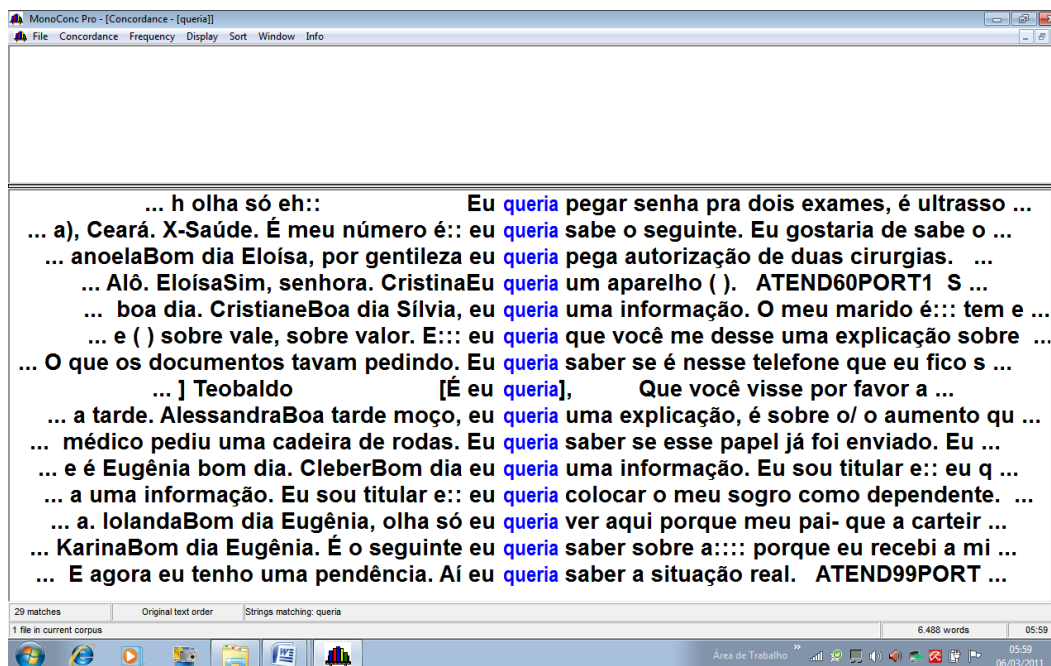 MonoConc Pro - [Concordance - [queria]]
File Concordance Frequency Display Sort Window Info
... h olha só eh:: Eu queria pegar senha pra dois exames, é ultrasso ...
... a), Ceará. X-Saúde. É meu número é:: eu queria sabe o seguinte. Eu gostaria de sabe o ...
... anoelaBom dia Eloísa, por gentileza eu queria pega autorização de duas cirurgias. ...
... Alô. EloísaSim, senhora. CristinaEu queria um aparelho ( ). ATEND60PORT1 S ...
... boa dia. CristianeBoa dia Sílvia, eu queria uma informação. O meu marido é::: tem e ...
... e ( ) sobre vale, sobre valor. E::: eu queria que você me desse uma explicação sobre ...
... O que os documentos tavam pedindo. Eu queria saber se é nesse telefone que eu fico s ...
... ] Teobaldo [É eu queria], Que você visse por favor a ...
... a tarde. AlessandraBoa tarde moço, eu queria uma explicação, é sobre o/ o aumento qu ...
... médico pediu uma cadeira de rodas. Eu queria saber se esse papel já foi enviado. Eu ...
... e é Eugênia bom dia. CleberBom dia eu queria uma informação. Eu sou titular e:: eu q ...
... a uma informação. Eu sou titular e:: eu queria colocar o meu sogro como dependente. ...
... a. IolandaBom dia Eugênia, olha só eu queria ver aqui porque meu pai- que a carteir ...
... KarinaBom dia Eugênia. É o seguinte eu queria saber sobre a:::: porque eu recebi a mi ...
... E agora eu tenho uma pendência. Aí eu queria saber a situação real. ATEND99PORT ...
29 matches Original text order Strings matching: queria
1 file in current corpus 6.488 words 05:59
Área de Trabalho » PT 05:59
06/03/2011